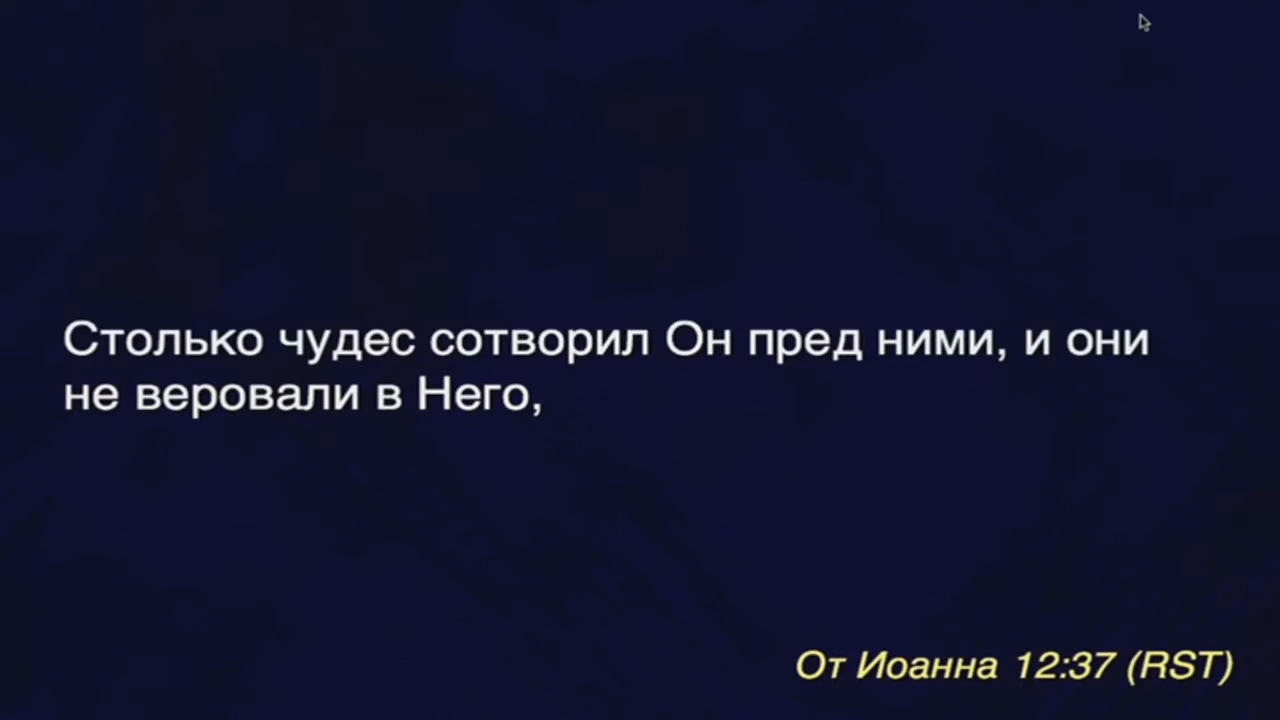 Столько чудес сотворил Он пред ними, и они
не веровали в Него,
От Иоанна 12:37 (RST)